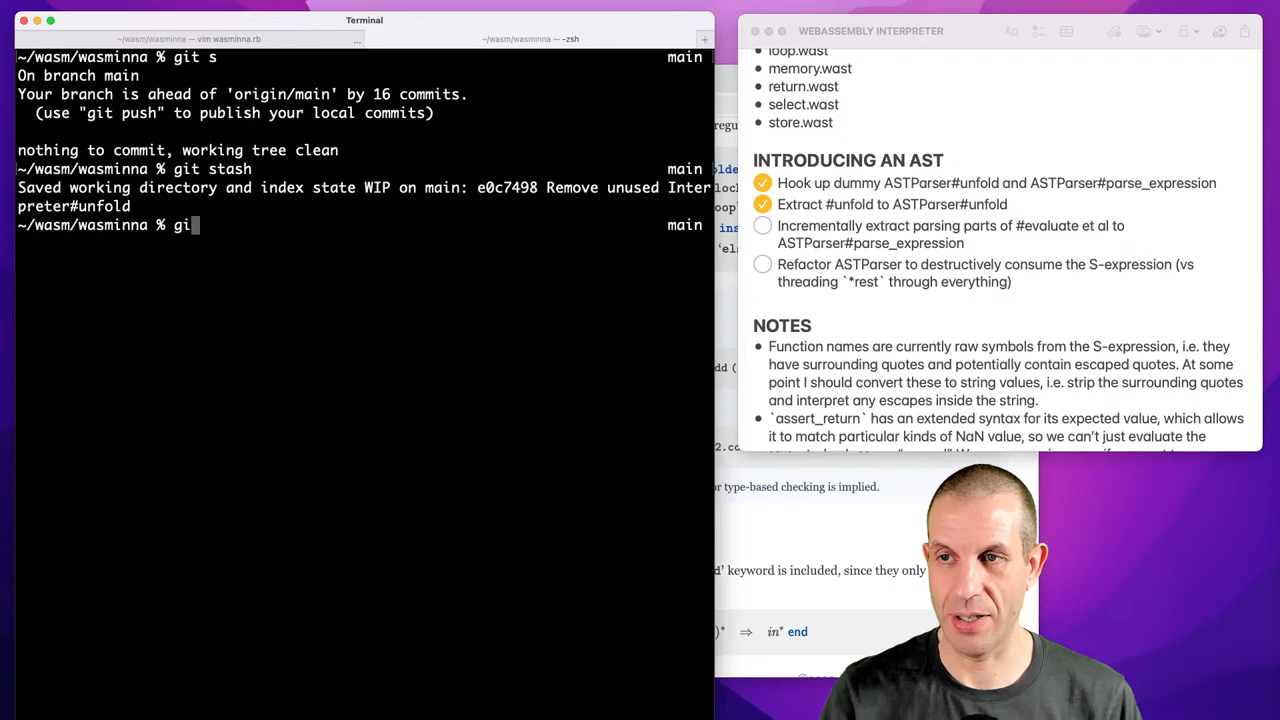 Terminal
~/wasm/wasminna — vim wasminna.rb
...
~/wasm/wasminna — -zsh
+
~/wasm/wasminna % git s main
On branch main
Your branch is ahead of 'origin/main' by 16 commits.
(use "git push" to publish your local commits)
nothing to commit, working tree clean
~/wasm/wasminna % git stash main
Saved working directory and index state WIP on main: e0c7498 Remove unused Inter
preter#unfold
~/wasm/wasminna % gi main
WEBASSEMBLY INTERPRETER
Aa
• loop.wast
• memory.wast
• return.wast
• select.wast
• store.wast
INTRODUCING AN AST
Hook up dummy ASTParser#unfold and ASTParser#parse_expression
Extract #unfold to ASTParser#unfold
Incrementally extract parsing parts of #evaluate et al to
ASTParser#parse_expression
Refactor ASTParser to destructively consume the S-expression (vs
threading `*rest` through everything)
NOTES
• Function names are currently raw symbols from the S-expression, i.e. they
have surrounding quotes and potentially contain escaped quotes. At some
point I should convert these to string values, i.e. strip the surrounding quotes
and interpret any escapes inside the string.
• `assert_return` has an extended syntax for its expected value, which allows
it to match particular kinds of NaN value, so we can't just evaluate the
or type-based checking is implied.
d’ keyword is included, since they only
)* ⇒ in* end